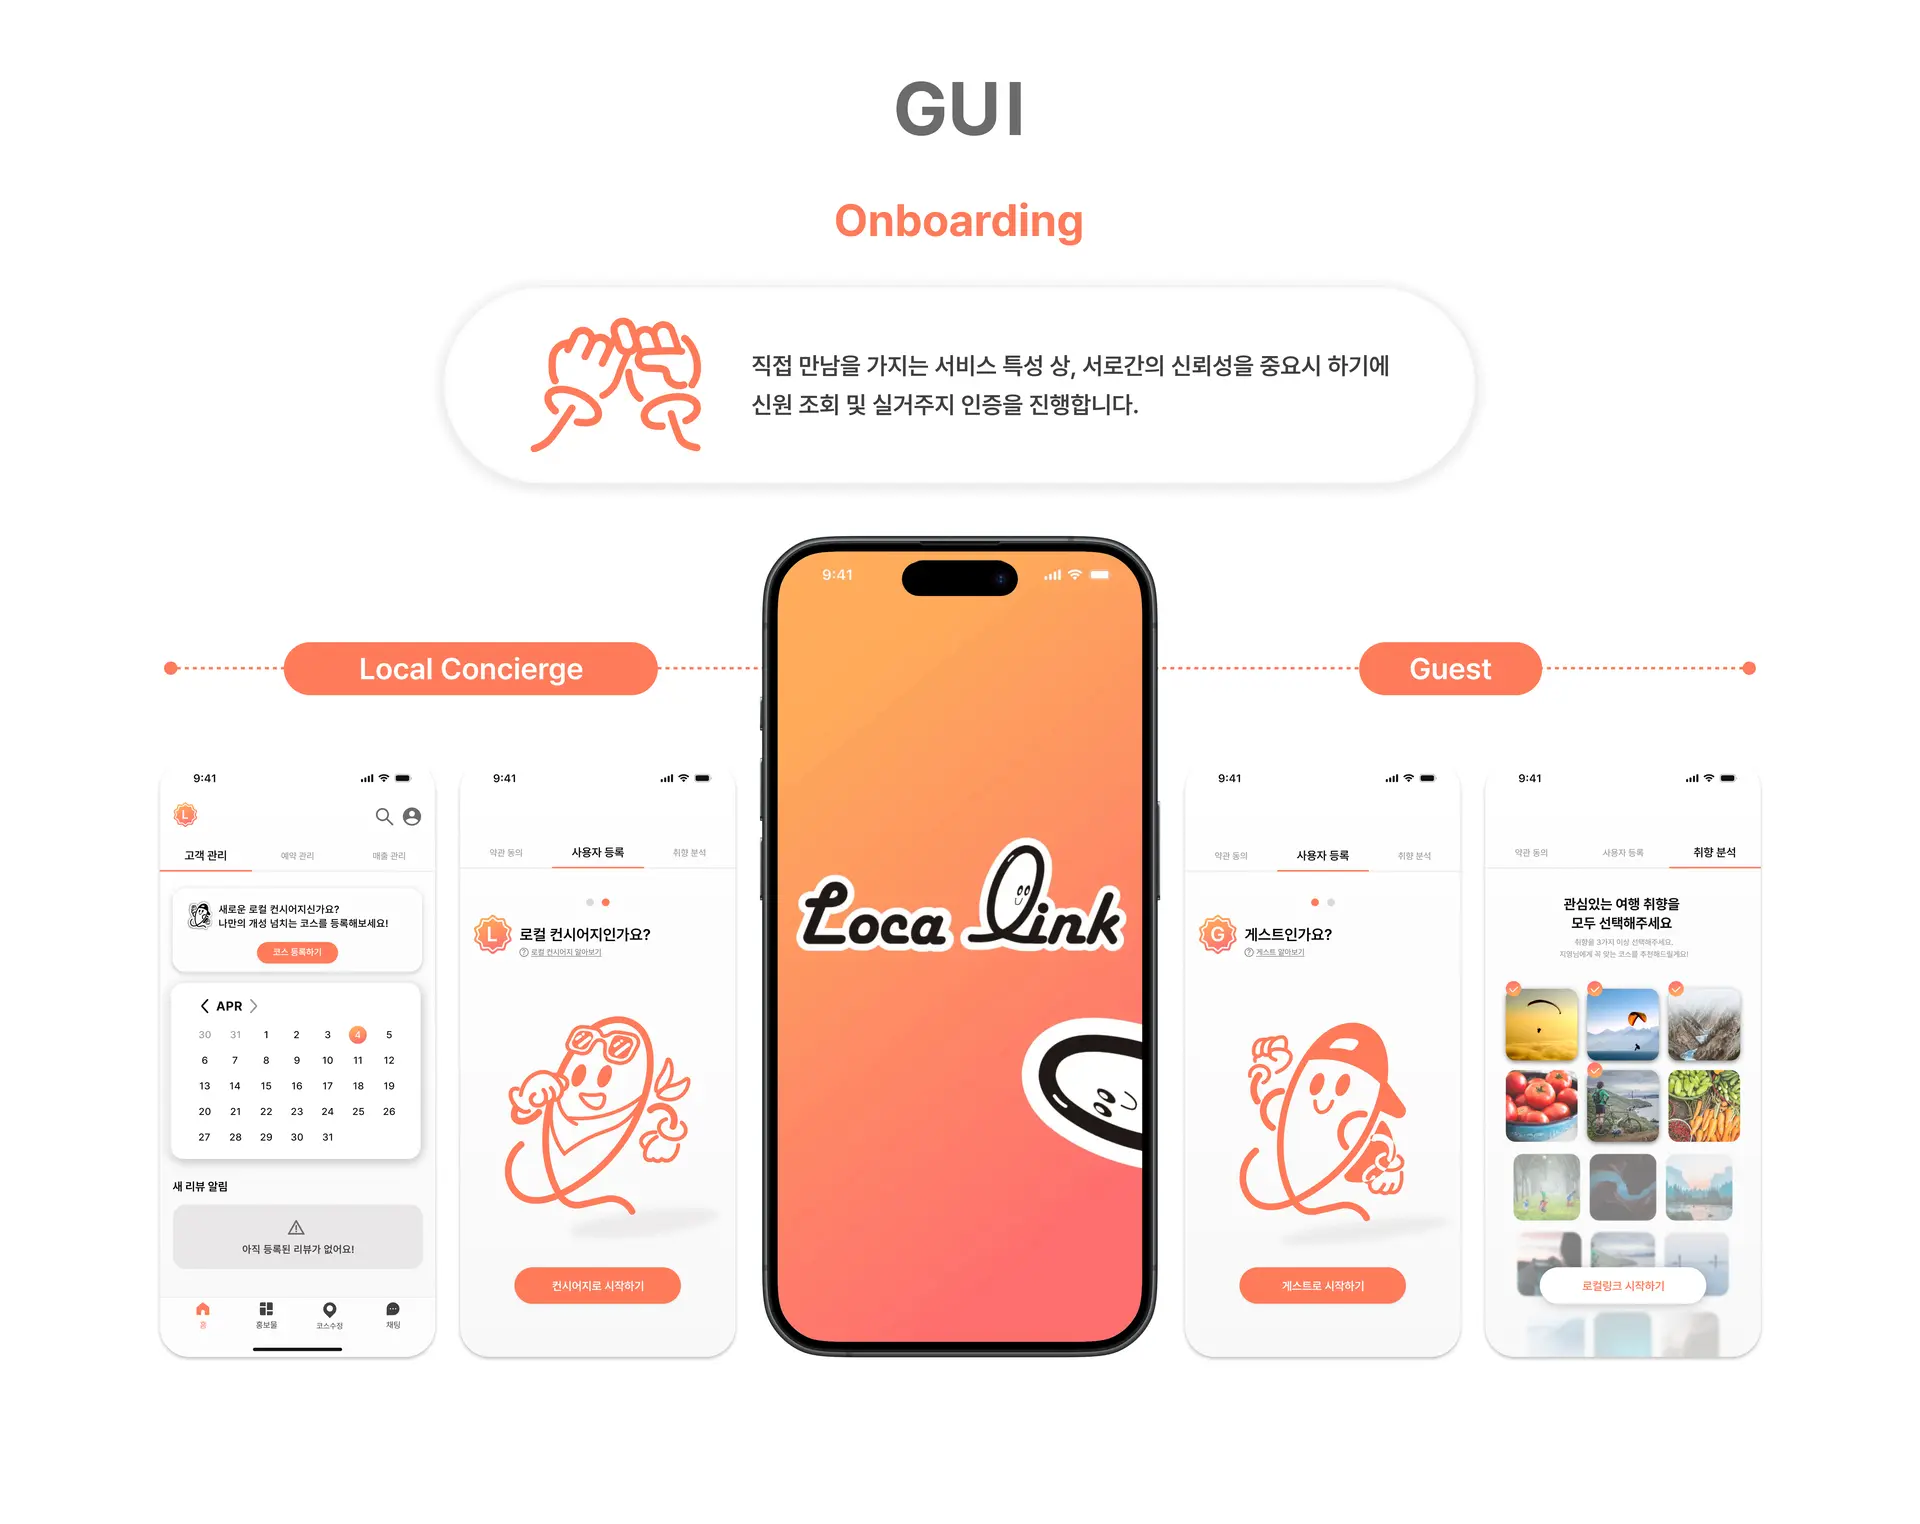 GUI
Onboarding
직접 만남을 가지는 서비스 특성 상, 서로간의 신뢰성을 중요시 하기에
신원 조회 및 실거주지 인증을 진행합니다.
Local Concierge
Guest
9:41
L
고객 관리 예약 관리 매출 관리
새로운 로컬 컨시어지신가요?
나만의 개성 넘치는 코스를 등록해보세요!
코스 등록하기
APR
30 31 1 2 3 4 5
6 7 8 9 10 11 12
13 14 15 16 17 18 19
20 21 22 23 24 25 26
27 28 29 30 31
새 리뷰 알림
아직 등록된 리뷰가 없어요!
홈 홍보물 코스수정 채팅
9:41
약관 동의 사용자 등록 취향 분석
L 로컬 컨시어지인가요?
? 로컬 컨시어지 알아보기
컨시어지로 시작하기
9:41
Loca Link
9:41
약관 동의 사용자 등록 취향 분석
G 게스트인가요?
? 게스트 알아보기
게스트로 시작하기
9:41
약관 동의 사용자 등록 취향 분석
관심있는 여행 취향을
모두 선택해주세요
취향을 3가지 이상 선택해주세요.
지영님에게 꼭 맞는 코스를 추천해드릴게요!
로컬링크 시작하기